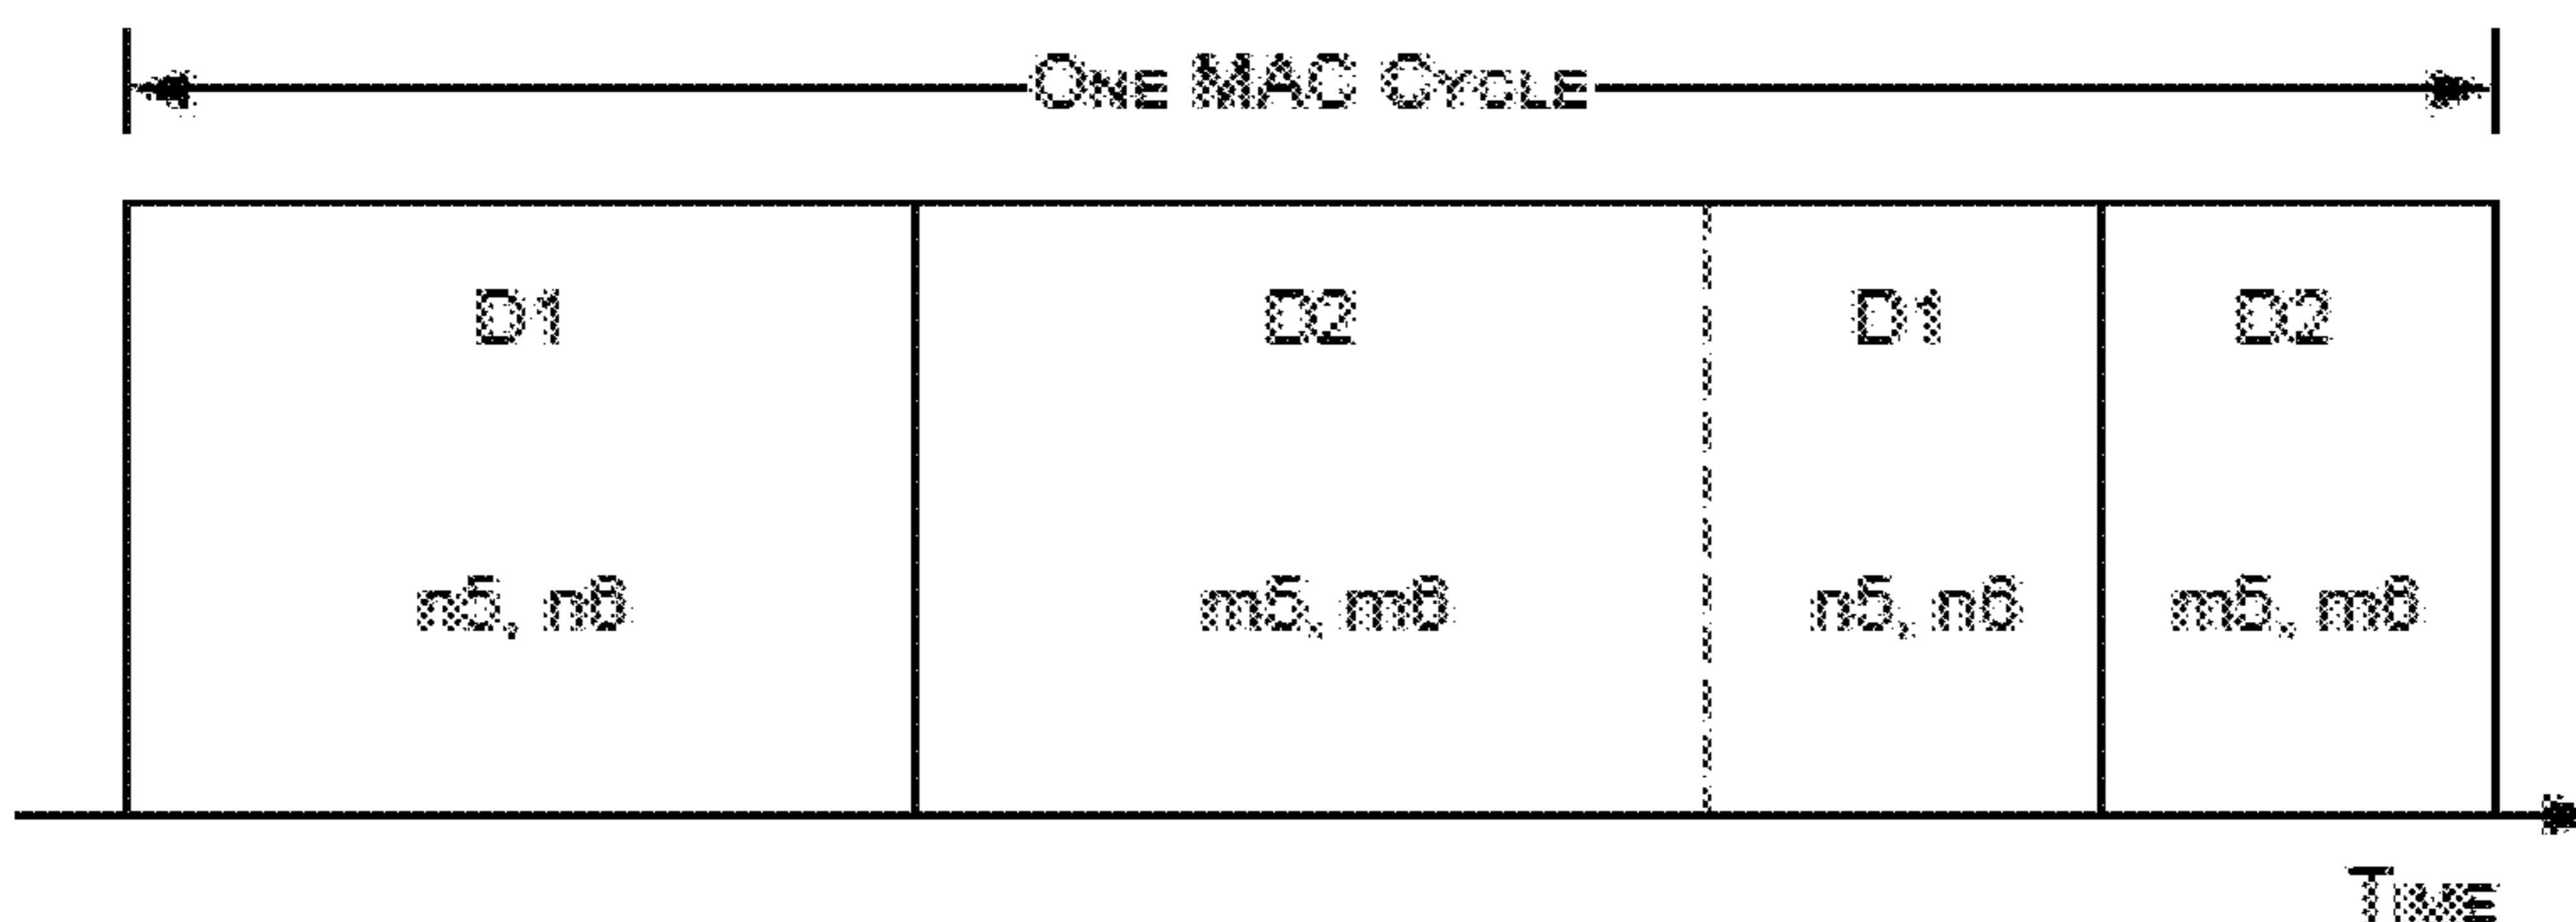 ONE MAC CYCLE
D1 D2 D1 D2
n5, n6 m5, m6 n5, n6 m5, m6
TIME